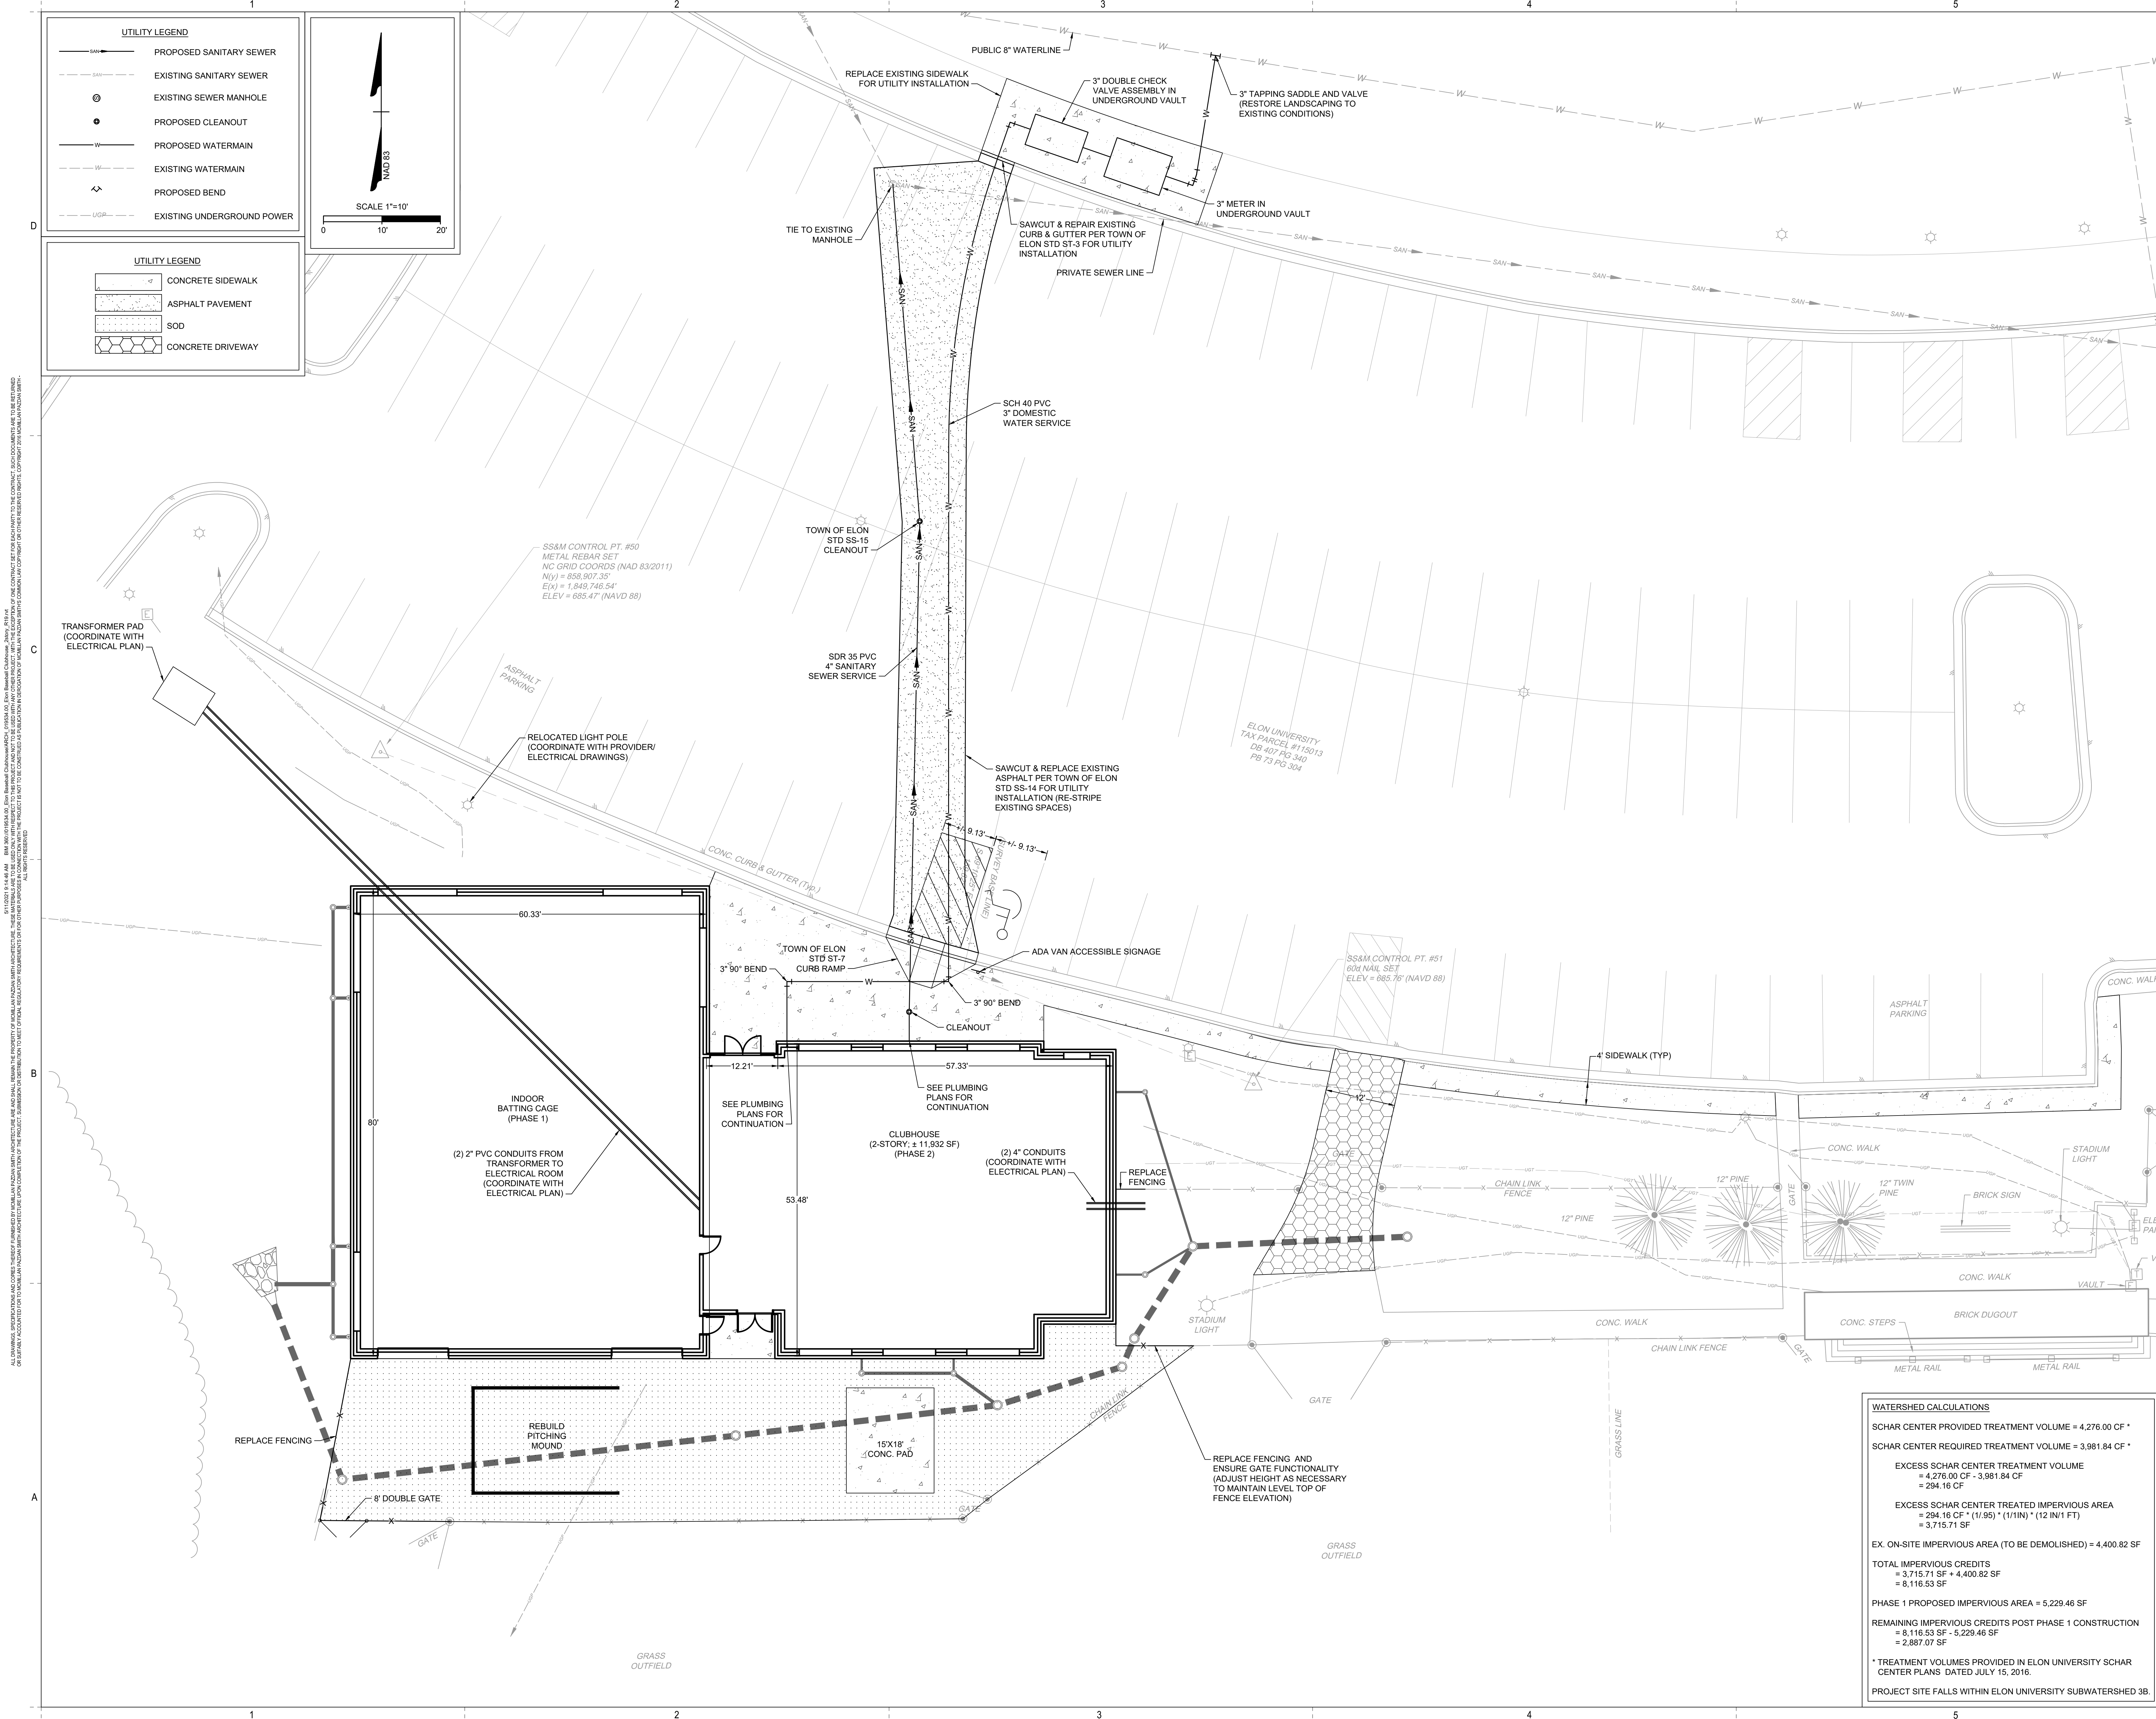 1
2
3
4
5
UTILITY LEGEND
SAN
PROPOSED SANITARY SEWER
SAN
EXISTING SANITARY SEWER
S
EXISTING SEWER MANHOLE
PROPOSED CLEANOUT
W
PROPOSED WATERMAIN
W
EXISTING WATERMAIN
PROPOSED BEND
UGP
EXISTING UNDERGROUND POWER
NAD 83
SCALE 1"=10'
0
10'
20'
UTILITY LEGEND
CONCRETE SIDEWALK
ASPHALT PAVEMENT
SOD
CONCRETE DRIVEWAY
PUBLIC 8" WATERLINE
REPLACE EXISTING SIDEWALK
FOR UTILITY INSTALLATION
3" DOUBLE CHECK
VALVE ASSEMBLY IN
UNDERGROUND VAULT
3" TAPPING SADDLE AND VALVE
(RESTORE LANDSCAPING TO
EXISTING CONDITIONS)
TIE TO EXISTING
MANHOLE
3" METER IN
UNDERGROUND VAULT
SAWCUT & REPAIR EXISTING
CURB & GUTTER PER TOWN OF
ELON STD ST-3 FOR UTILITY
INSTALLATION
PRIVATE SEWER LINE
D
SCH 40 PVC
3" DOMESTIC
WATER SERVICE
TOWN OF ELON
STD SS-15
CLEANOUT
SS&M CONTROL PT. #50
METAL REBAR SET
NC GRID COORDS (NAD 83/2011)
N(y) = 858,907.35'
E(x) = 1,849,746.54'
ELEV = 685.47' (NAVD 88)
E
TRANSFORMER PAD
(COORDINATE WITH
ELECTRICAL PLAN)
C
ASPHALT
PARKING
SDR 35 PVC
4" SANITARY
SEWER SERVICE
RELOCATED LIGHT POLE
(COORDINATE WITH PROVIDER/
ELECTRICAL DRAWINGS)
ELON UNIVERSITY
TAX PARCEL #115013
DB 407 PG 340
PB 73 PG 304
SAWCUT & REPLACE EXISTING
ASPHALT PER TOWN OF ELON
STD SS-14 FOR UTILITY
INSTALLATION (RE-STRIPE
EXISTING SPACES)
+/- 9.13'
+/- 9.13'
CONC. CURB & GUTTER (Typ.)
60.33'
TOWN OF ELON
STD ST-7
CURB RAMP
3" 90° BEND
ADA VAN ACCESSIBLE SIGNAGE
SS&M CONTROL PT. #51
60d NAIL SET
ELEV = 685.76' (NAVD 88)
3" 90° BEND
CLEANOUT
ASPHALT
PARKING
4' SIDEWALK (TYP)
12.21'
57.33'
B
SEE PLUMBING
PLANS FOR
CONTINUATION
SEE PLUMBING
PLANS FOR
CONTINUATION
INDOOR
BATTING CAGE
(PHASE 1)
80'
12'
CLUBHOUSE
(2-STORY; ± 11,932 SF)
(PHASE 2)
(2) 2" PVC CONDUITS FROM
TRANSFORMER TO
ELECTRICAL ROOM
(COORDINATE WITH
ELECTRICAL PLAN)
(2) 4" CONDUITS
(COORDINATE WITH
ELECTRICAL PLAN)
REPLACE
FENCING
53.48'
GATE
CHAIN LINK
FENCE
12" PINE
12" PINE
GATE
CONC. WALK
12" TWIN
PINE
STADIUM
LIGHT
BRICK SIGN
CONC. WALK
VAULT
STADIUM
LIGHT
CONC. WALK
CONC. STEPS
BRICK DUGOUT
CHAIN LINK FENCE
GATE
METAL RAIL
METAL RAIL
CHAIN LINK
FENCE
GATE
GRASS LINE
REPLACE FENCING
REBUILD
PITCHING
MOUND
15'X18'
CONC. PAD
REPLACE FENCING AND
ENSURE GATE FUNCTIONALITY
(ADJUST HEIGHT AS NECESSARY
TO MAINTAIN LEVEL TOP OF
FENCE ELEVATION)
A
8' DOUBLE GATE
GATE
GATE
GRASS
OUTFIELD
GRASS
OUTFIELD
WATERSHED CALCULATIONS
SCHAR CENTER PROVIDED TREATMENT VOLUME = 4,276.00 CF *
SCHAR CENTER REQUIRED TREATMENT VOLUME = 3,981.84 CF *
EXCESS SCHAR CENTER TREATMENT VOLUME
= 4,276.00 CF - 3,981.84 CF
= 294.16 CF
EXCESS SCHAR CENTER TREATED IMPERVIOUS AREA
= 294.16 CF * (1/.95) * (1/1IN) * (12 IN/1 FT)
= 3,715.71 SF
EX. ON-SITE IMPERVIOUS AREA (TO BE DEMOLISHED) = 4,400.82 SF
TOTAL IMPERVIOUS CREDITS
= 3,715.71 SF + 4,400.82 SF
= 8,116.53 SF
PHASE 1 PROPOSED IMPERVIOUS AREA = 5,229.46 SF
REMAINING IMPERVIOUS CREDITS POST PHASE 1 CONSTRUCTION
= 8,116.53 SF - 5,229.46 SF
= 2,887.07 SF
* TREATMENT VOLUMES PROVIDED IN ELON UNIVERSITY SCHAR
CENTER PLANS DATED JULY 15, 2016.
PROJECT SITE FALLS WITHIN ELON UNIVERSITY SUBWATERSHED 3B.
1
2
3
4
5